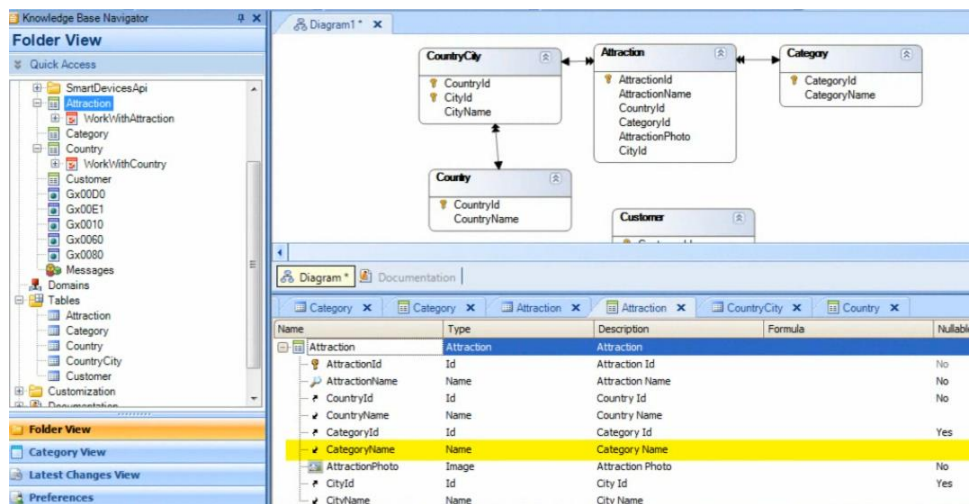 Knowledge Base Navigator
Folder View
Quick Access
SmartDevicesApi
Attraction
WorkWithAttraction
Category
Country
WorkWithCountry
Customer
Gx00D0
Gx00E1
Gx0010
Gx0060
Gx0080
Messages
Domains
Tables
Attraction
Category
Country
CountryCity
Customer
Customization
Documentation
Folder View
Category View
Latest Changes View
Preferences
Diagram1 *
CountryCity
CountryId
CityId
CityName
Attraction
AttractionId
AttractionName
CountryId
CategoryId
AttractionPhoto
CityId
Category
CategoryId
CategoryName
Country
CountryId
CountryName
Customer
Diagram * Documentation
Category Category Attraction Attraction CountryCity Country
Name Type Description Formula Nullable
Attraction Attraction Attraction
AttractionId Id Attraction Id No
AttractionName Name Attraction Name No
CountryId Id Country Id No
CountryName Name Country Name
CategoryId Id Category Id Yes
CategoryName Name Category Name
AttractionPhoto Image Attraction Photo No
CityId Id City Id Yes
CityName Name City Name